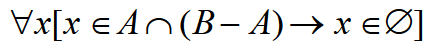 ∀x[x ∈ A ∩ (B − A) → x ∈ ∅]